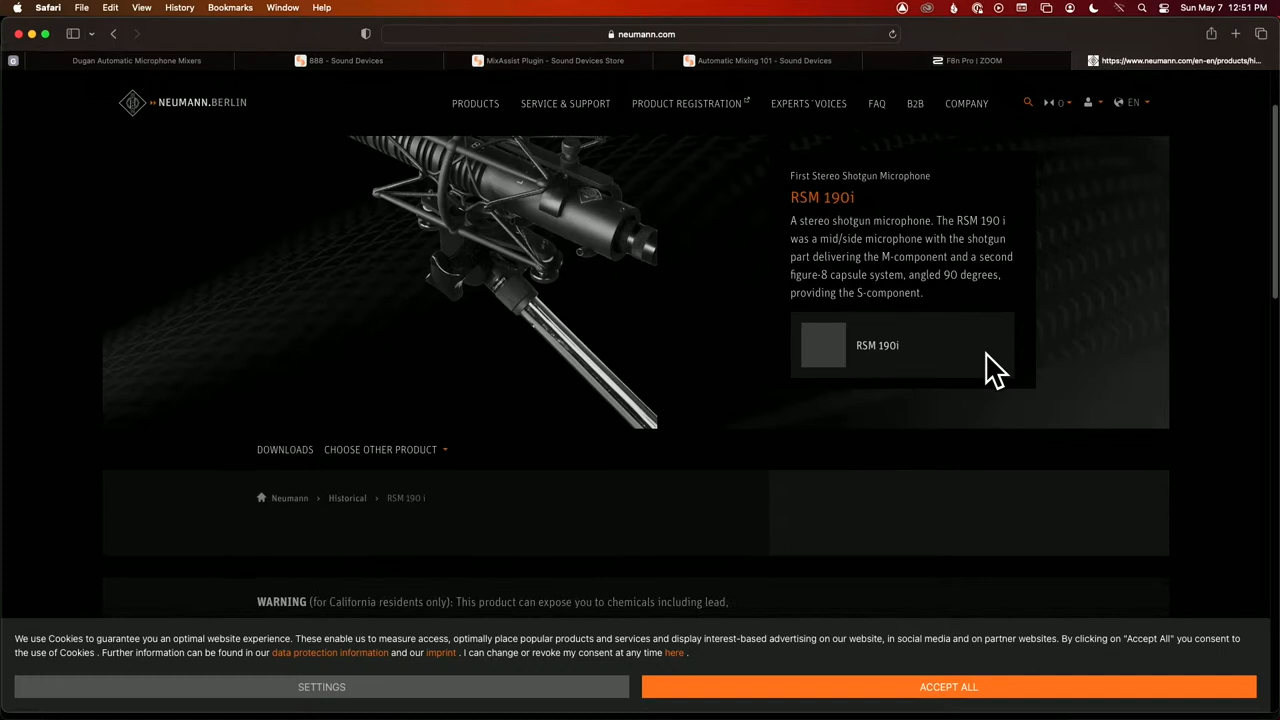 Safari File Edit View History Bookmarks Window Help Sun May 7 12:51 PM
neumann.com
G Dugan Automatic Microphone Mixers 888 - Sound Devices MixAssist Plugin - Sound Devices Store Automatic Mixing 101 - Sound Devices F8n Pro | ZOOM https://www.neumann.com/en-en/products/hi...
NEUMANN.BERLIN PRODUCTS SERVICE & SUPPORT PRODUCT REGISTRATION EXPERTS´VOICES FAQ B2B COMPANY 0 EN
First Stereo Shotgun Microphone
RSM 190i
A stereo shotgun microphone. The RSM 190 i
was a mid/side microphone with the shotgun
part delivering the M-component and a second
figure-8 capsule system, angled 90 degrees,
providing the S-component.
RSM 190i
DOWNLOADS CHOOSE OTHER PRODUCT
Neumann › Historical › RSM 190 i
WARNING (for California residents only): This product can expose you to chemicals including lead,
We use Cookies to guarantee you an optimal website experience. These enable us to measure access, optimally place popular products and services and display interest-based advertising on our website, in social media and on partner websites. By clicking on "Accept All" you consent to
the use of Cookies . Further information can be found in our data protection information and our imprint . I can change or revoke my consent at any time here .
SETTINGS ACCEPT ALL